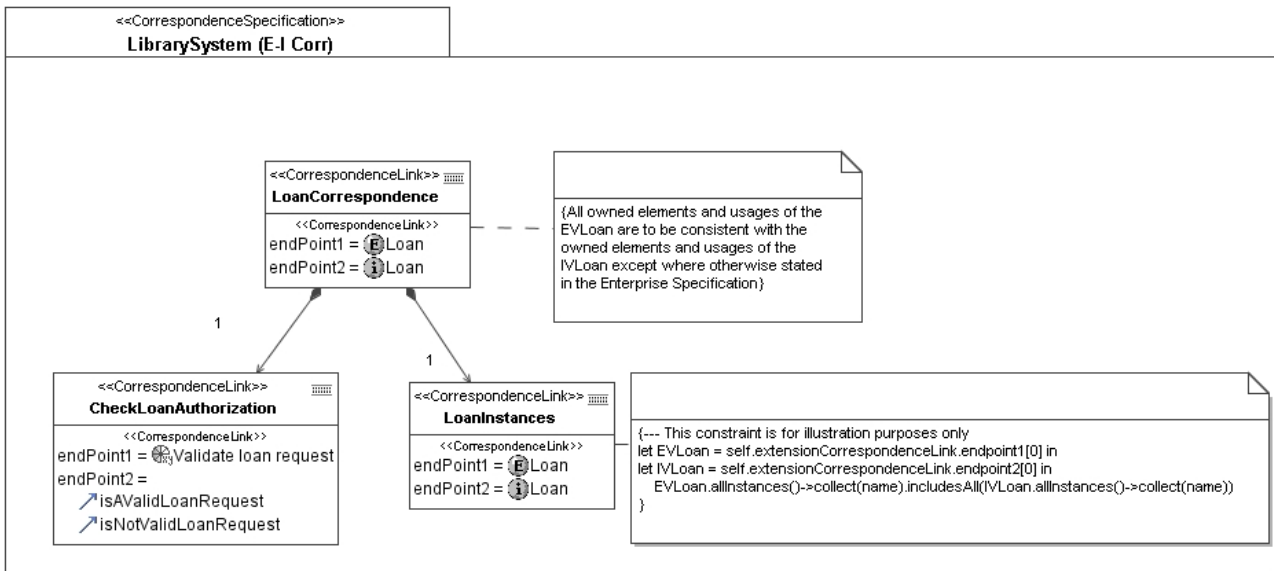 <<CorrespondenceSpecification>>
LibrarySystem (E-I Corr)
<<CorrespondenceLink>>
LoanCorrespondence
<<CorrespondenceLink>>
endPoint1 = E Loan
endPoint2 = i Loan
{All owned elements and usages of the
EVLoan are to be consistent with the
owned elements and usages of the
IVLoan except where otherwise stated
in the Enterprise Specification}
1
1
<<CorrespondenceLink>>
CheckLoanAuthorization
<<CorrespondenceLink>>
endPoint1 = Validate loan request
endPoint2 =
isAValidLoanRequest
isNotValidLoanRequest
<<CorrespondenceLink>>
LoanInstances
<<CorrespondenceLink>>
endPoint1 = E Loan
endPoint2 = i Loan
{--- This constraint is for illustration purposes only
let EVLoan = self.extensionCorrespondenceLink.endpoint1[0] in
let IVLoan = self.extensionCorrespondenceLink.endpoint2[0] in
EVLoan.allInstances()->collect(name).includesAll(IVLoan.allInstances()->collect(name))
}